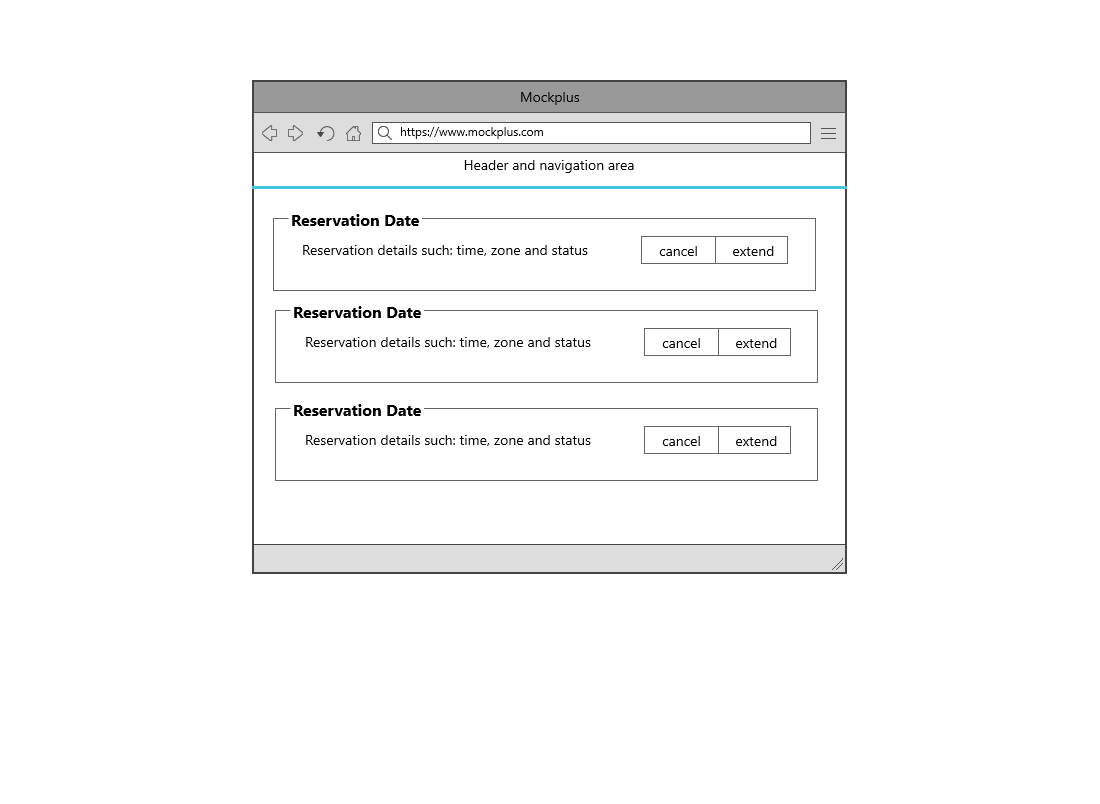 Mockplus
https://www.mockplus.com
Header and navigation area
Reservation Date
Reservation details such: time, zone and status
cancel
extend
Reservation Date
Reservation details such: time, zone and status
cancel
extend
Reservation Date
Reservation details such: time, zone and status
cancel
extend